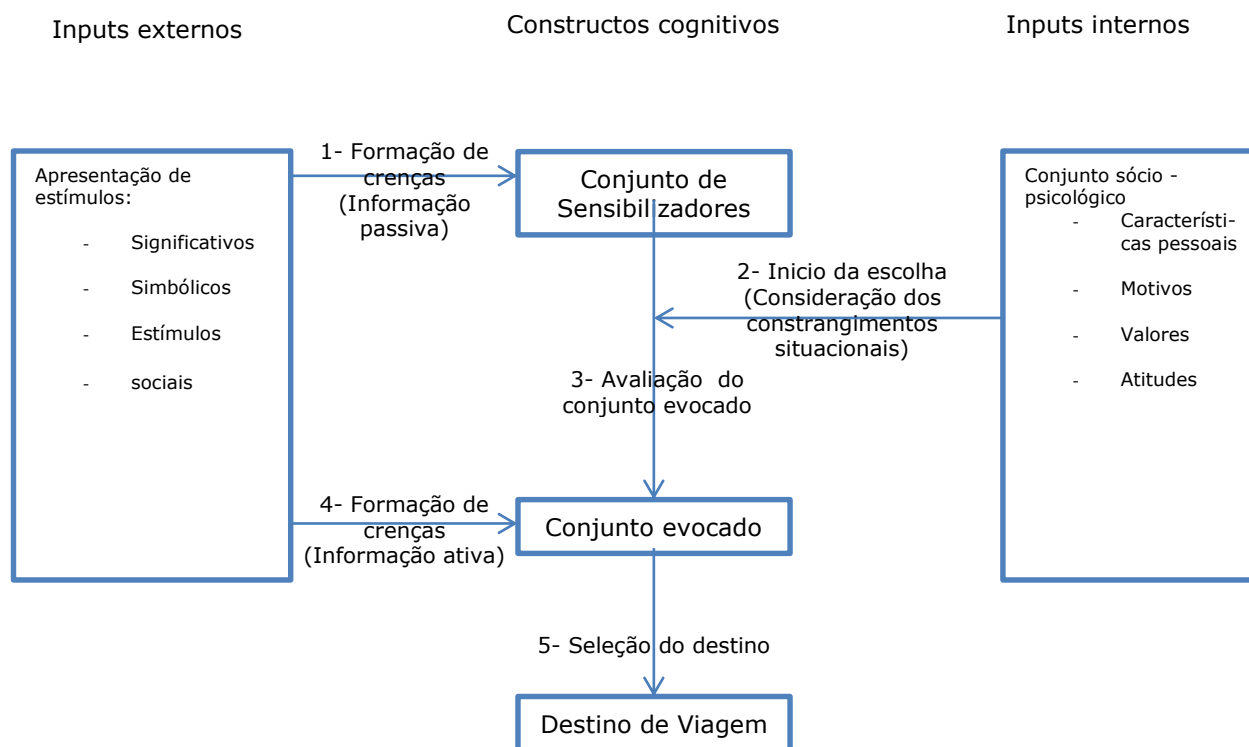 Inputs externos
Constructos cognitivos
Inputs internos
Apresentação de
estímulos:
- Significativos
- Simbólicos
- Estímulos
- sociais
1- Formação de
crenças
(Informação
passiva)
Conjunto de
Sensibilizadores
2- Inicio da escolha
(Consideração dos
constrangimentos
situacionais)
Conjunto sócio -
psicológico
- Característi-
cas pessoais
- Motivos
- Valores
- Atitudes
3- Avaliação do
conjunto evocado
4- Formação de
crenças
(Informação ativa)
Conjunto evocado
5- Seleção do destino
Destino de Viagem